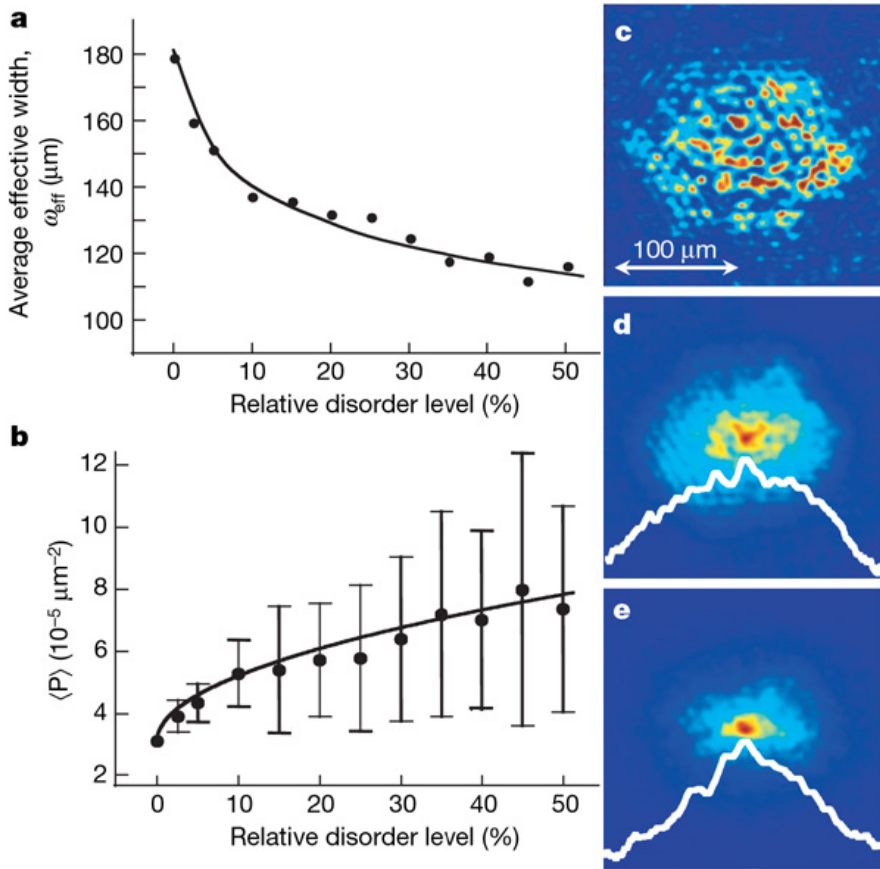 a
Average effective width,
ω_eff (μm)
180
160
140
120
100
0 10 20 30 40 50
Relative disorder level (%)
b
⟨P⟩ (10⁻⁵ μm⁻²)
12
10
8
6
4
2
0 10 20 30 40 50
Relative disorder level (%)
c
100 μm
d
e